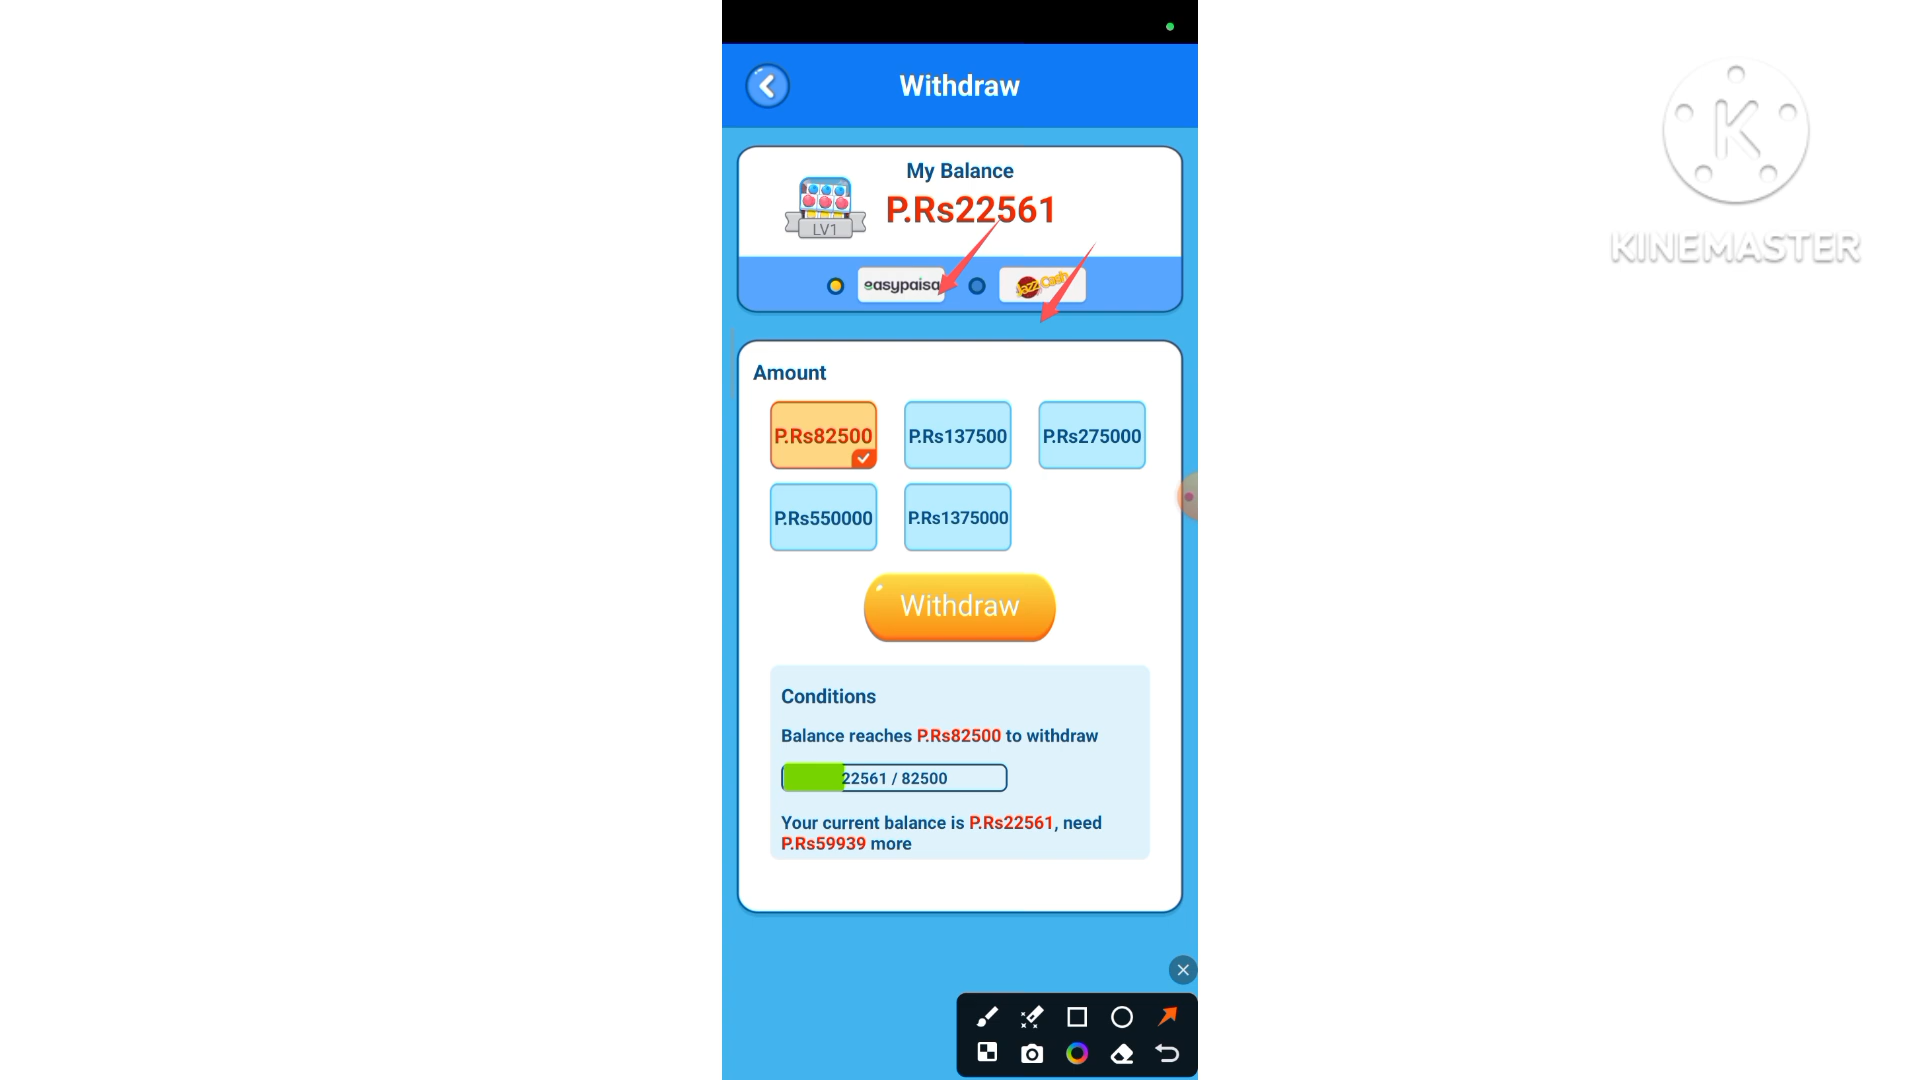 Withdraw
My Balance
P.Rs22561
LV1
easypaisa
JazzCash
Amount
P.Rs82500
P.Rs137500
P.Rs275000
P.Rs550000
P.Rs1375000
Withdraw
Conditions
Balance reaches P.Rs82500 to withdraw
22561 / 82500
Your current balance is P.Rs22561, need
P.Rs59939 more
K
KINEMASTER